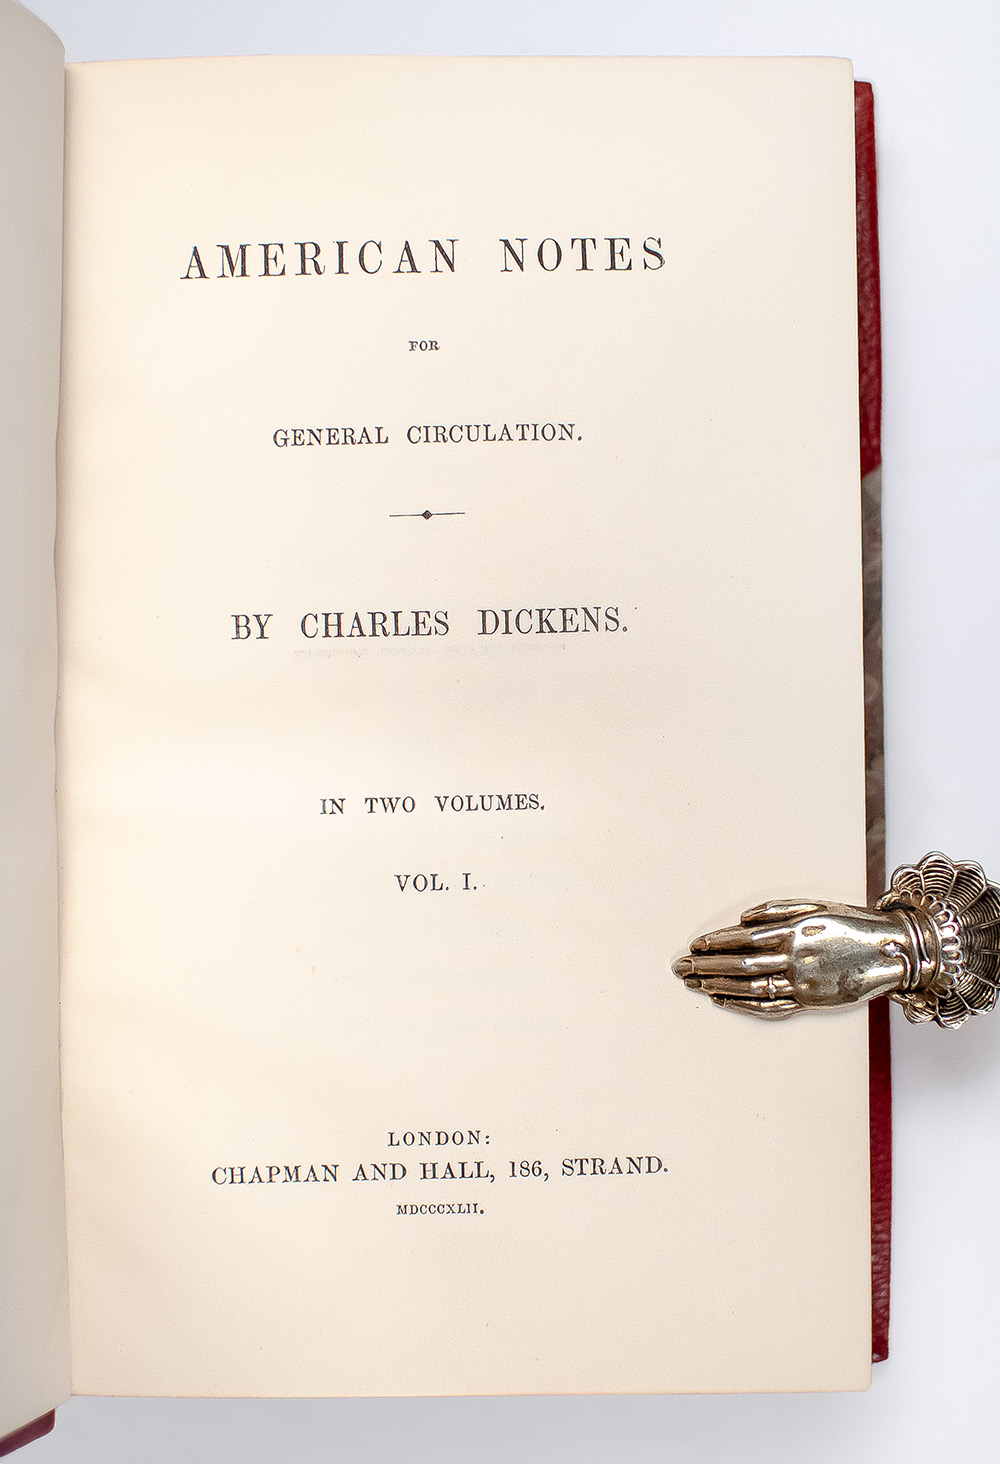 AMERICAN NOTES
FOR
GENERAL CIRCULATION.
BY CHARLES DICKENS.
IN TWO VOLUMES.
VOL. I.
LONDON:
CHAPMAN AND HALL, 186, STRAND.
MDCCCXLII.